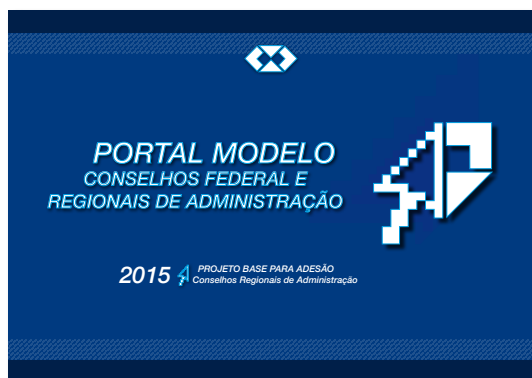 PORTAL MODELO
CONSELHOS FEDERAL E
REGIONAIS DE ADMINISTRAÇÃO
2015 PROJETO BASE PARA ADESÃO
Conselhos Regionais de Administração